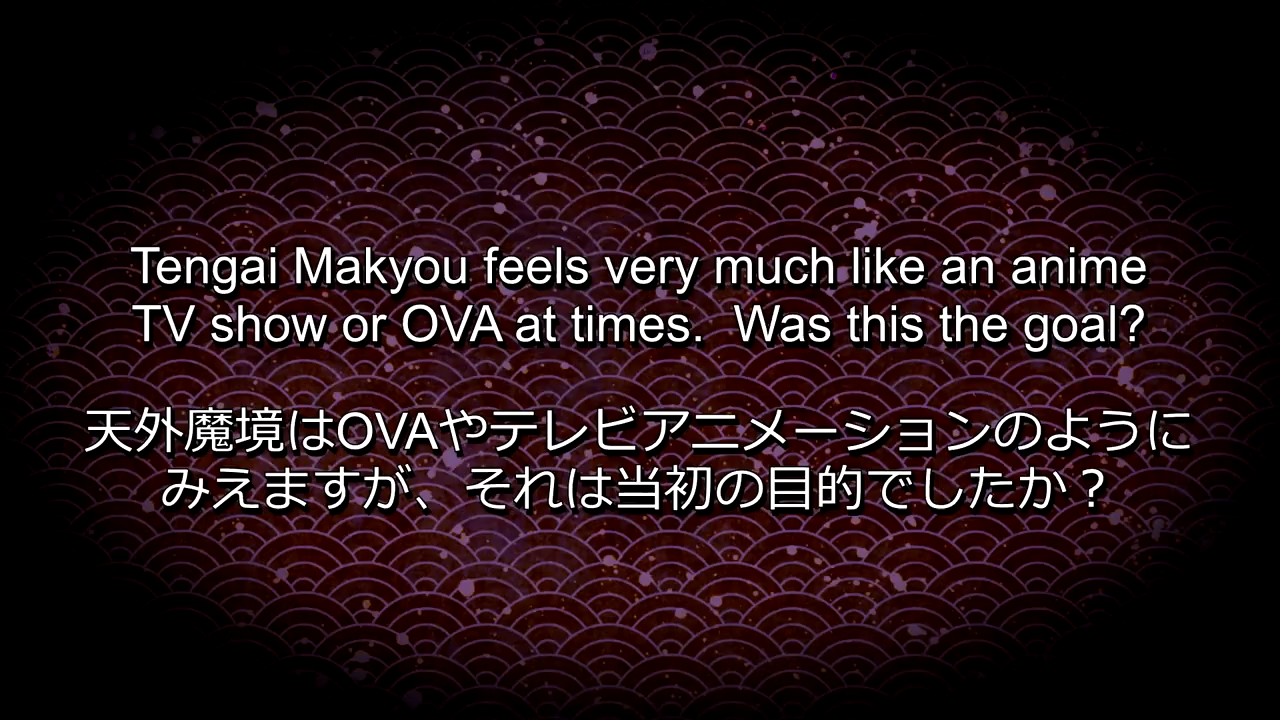 Tengai Makyou feels very much like an anime
TV show or OVA at times.  Was this the goal?
天外魔境はOVAやテレビアニメーションのように
みえますが、それは当初の目的でしたか？